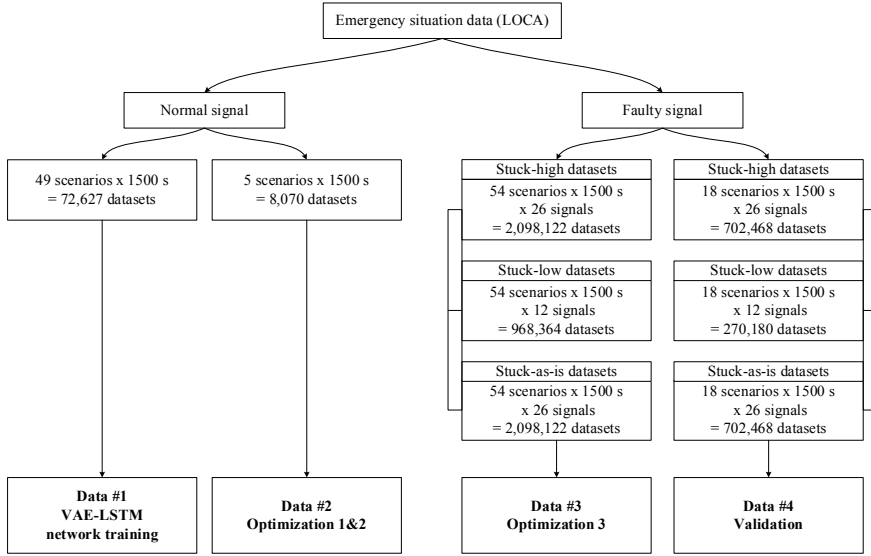 Emergency situation data (LOCA)
Normal signal
Faulty signal
49 scenarios x 1500 s
= 72,627 datasets
5 scenarios x 1500 s
= 8,070 datasets
Stuck-high datasets
54 scenarios x 1500 s
x 26 signals
= 2,098,122 datasets
Stuck-low datasets
54 scenarios x 1500 s
x 12 signals
= 968,364 datasets
Stuck-as-is datasets
54 scenarios x 1500 s
x 26 signals
= 2,098,122 datasets
Stuck-high datasets
18 scenarios x 1500 s
x 26 signals
= 702,468 datasets
Stuck-low datasets
18 scenarios x 1500 s
x 12 signals
= 270,180 datasets
Stuck-as-is datasets
18 scenarios x 1500 s
x 26 signals
= 702,468 datasets
Data #1
VAE-LSTM
network training
Data #2
Optimization 1&2
Data #3
Optimization 3
Data #4
Validation